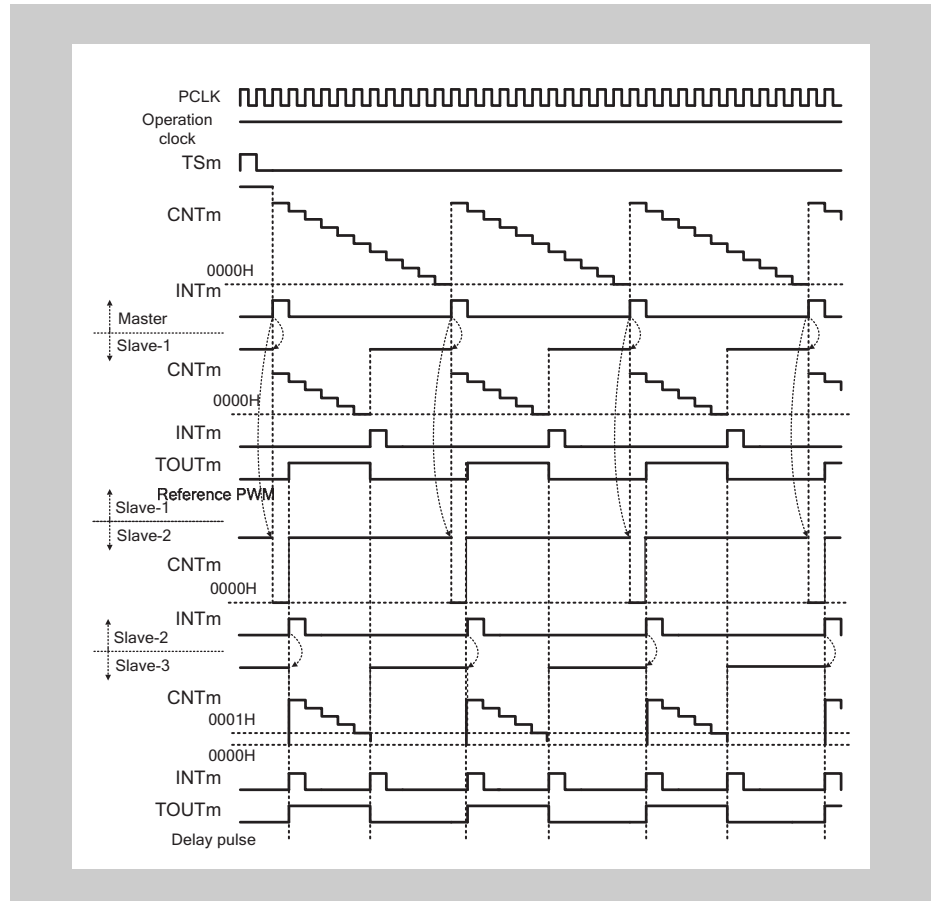 PCLK
Operation
clock
TSm
CNTm
0000H
INTm
Master
Slave-1
CNTm
0000H
INTm
TOUTm
Reference PWM
Slave-1
Slave-2
CNTm
0000H
INTm
Slave-2
Slave-3
CNTm
0001H
0000H
INTm
TOUTm
Delay pulse